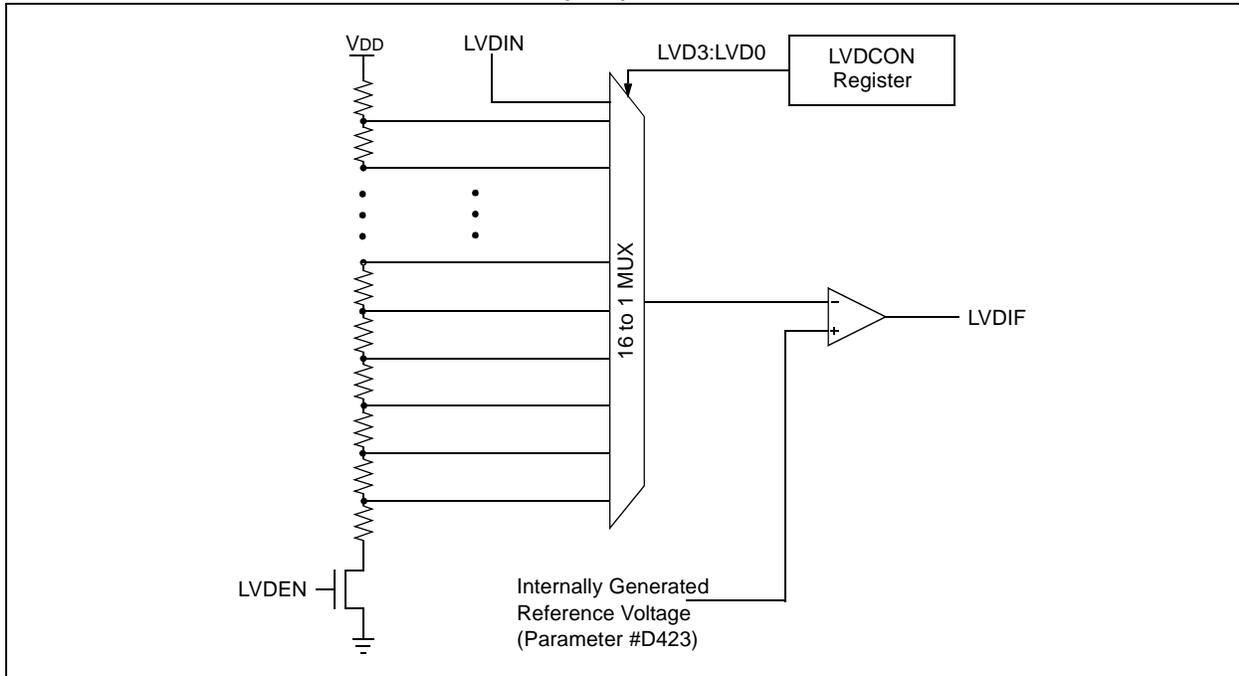 VDD
LVDIN
LVD3:LVD0
LVDCON
Register
16 to 1 MUX
−
+
LVDIF
LVDEN
Internally Generated
Reference Voltage
(Parameter #D423)